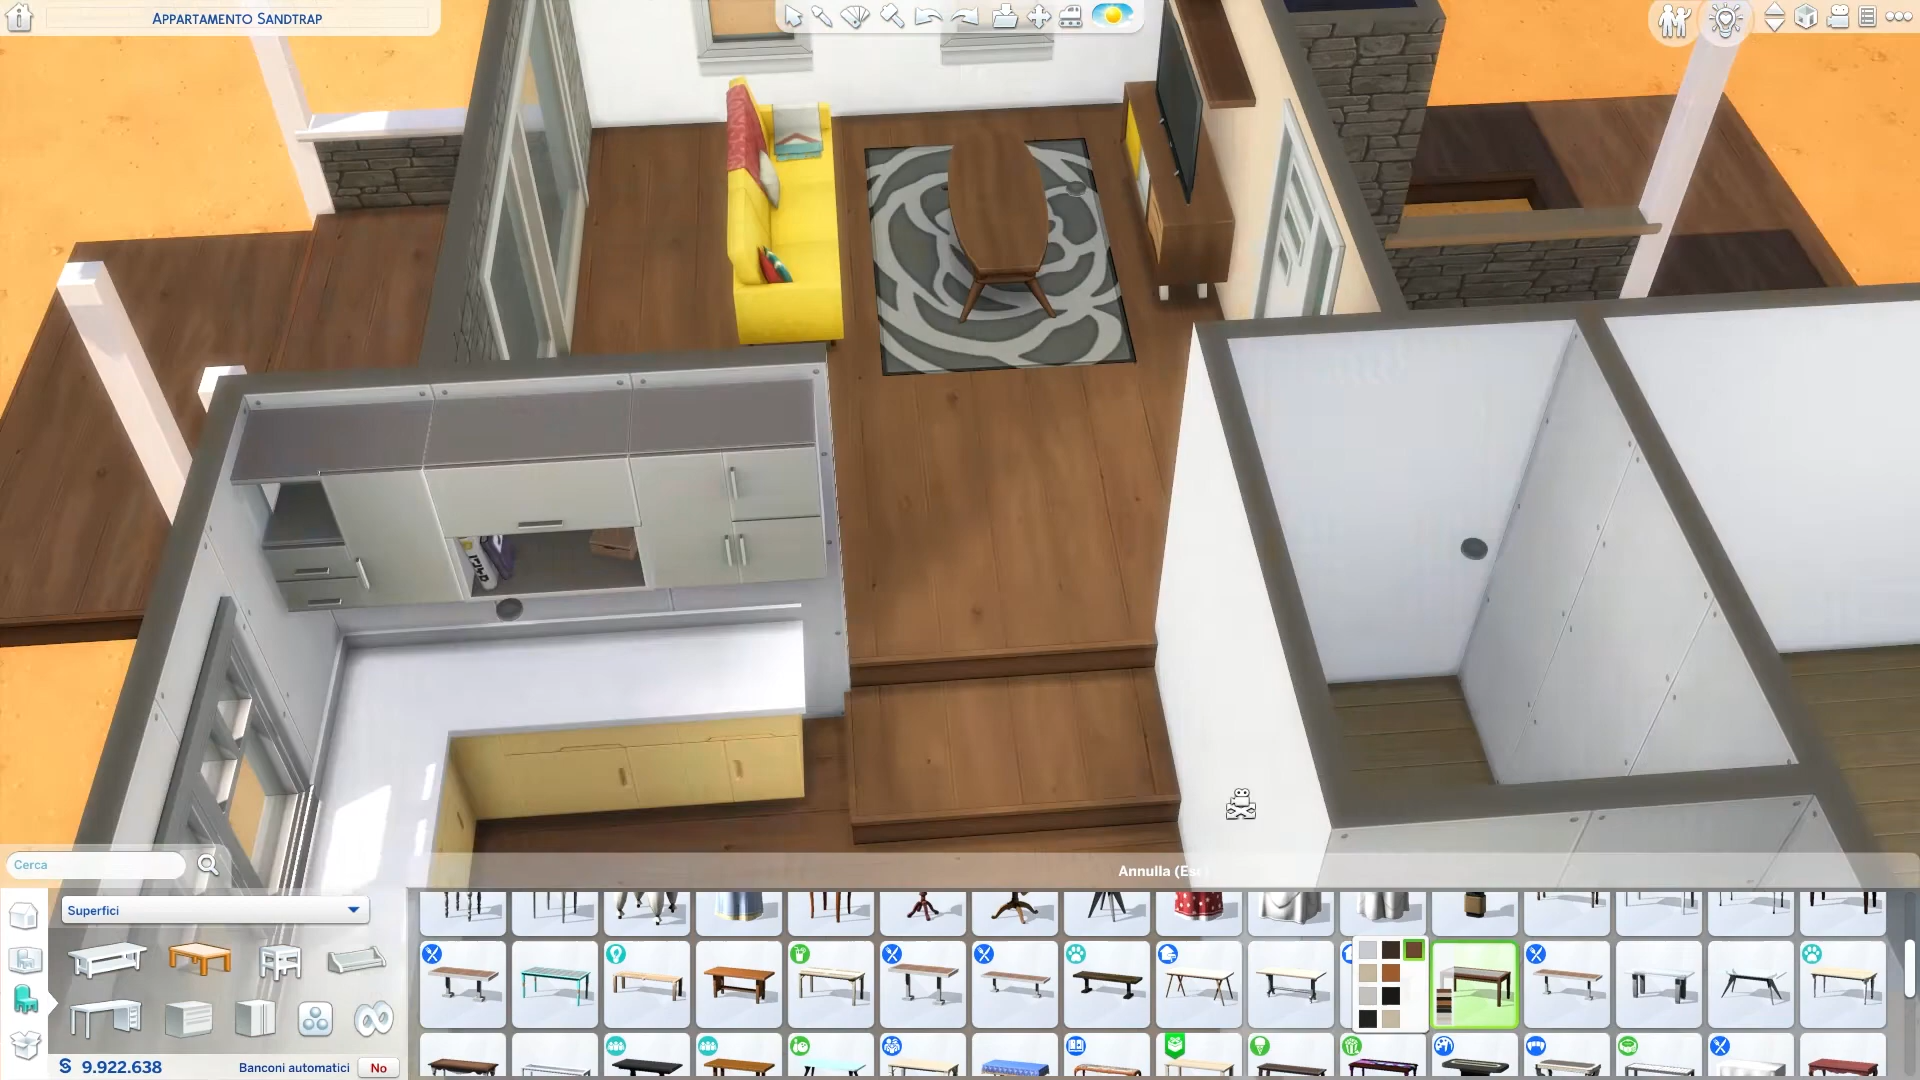 Appartamento Sandtrap
Cerca
Annulla (Esc)
Superfici
§ 9.922.638
Banconi automatici
No